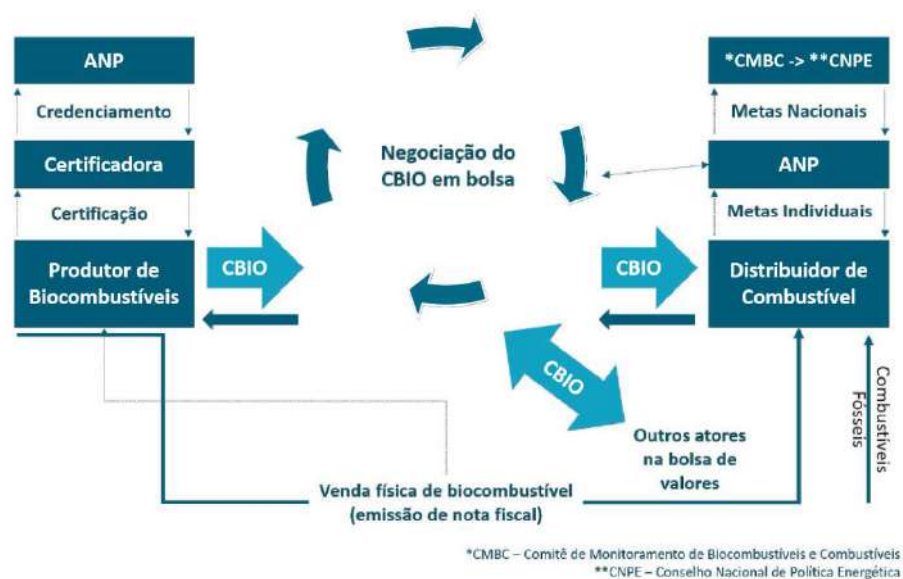 ANP
Credenciamento
Certificadora
Certificação
Produtor de
Biocombustíveis
CBIO
Negociação do
CBIO em bolsa
*CMBC -> **CNPE
Metas Nacionais
ANP
Metas Individuais
CBIO
Distribuidor de
Combustível
CBIO
Combustíveis
Fósseis
Outros atores
na bolsa de
valores
Venda física de biocombustível
(emissão de nota fiscal)
*CMBC – Comitê de Monitoramento de Biocombustíveis e Combustíveis
**CNPE – Conselho Nacional de Política Energética